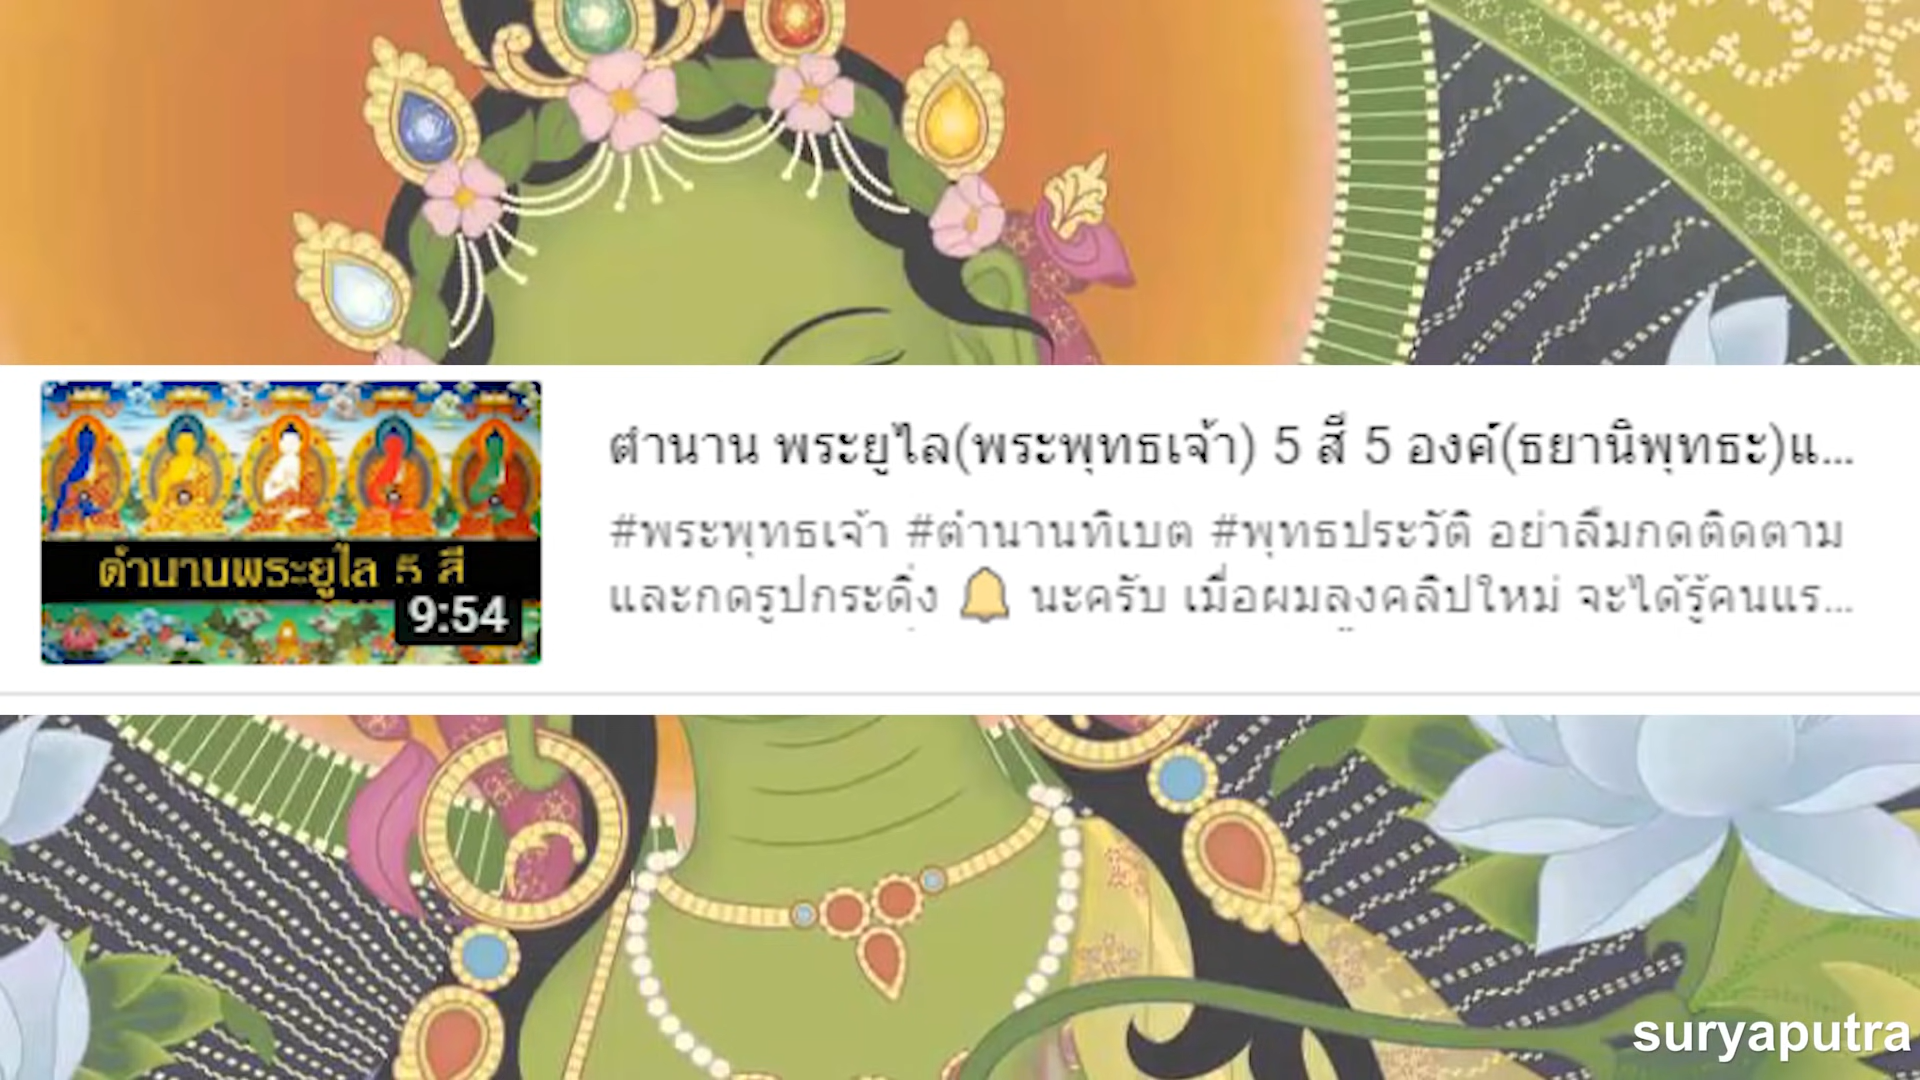 ตำนาน พระยูไล(พระพุทธเจ้า) 5 สี 5 องค์(ธยานิพุทธะ)แ...
#พระพุทธเจ้า #ตำนานทิเบต #พุทธประวัติ อย่าลืมกดติดตาม
และกดรูปกระดิ่ง 🔔 นะครับ เมื่อผมลงคลิปใหม่ จะได้รู้คนแร...
ตำนานพระยูไล 5 สี
9:54
suryaputra